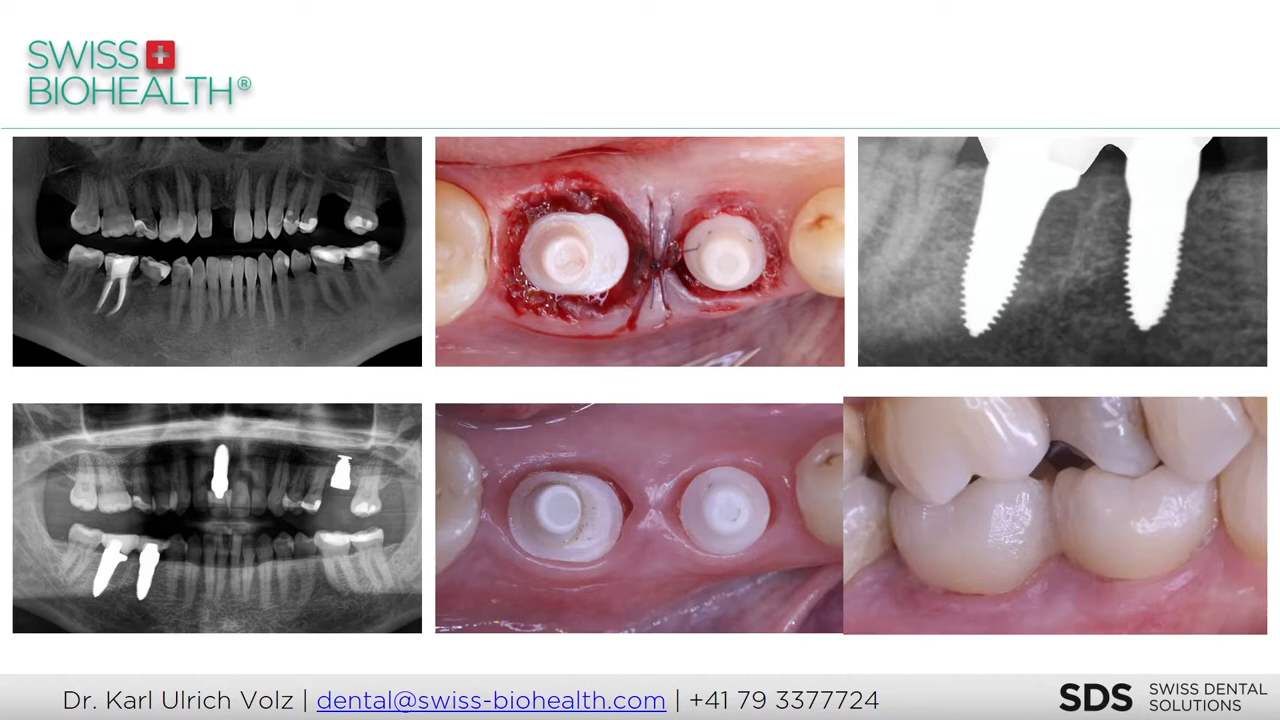 SWISS
BIOHEALTH®
Dr. Karl Ulrich Volz | dental@swiss-biohealth.com | +41 79 3377724
SDS SWISS DENTAL
SOLUTIONS